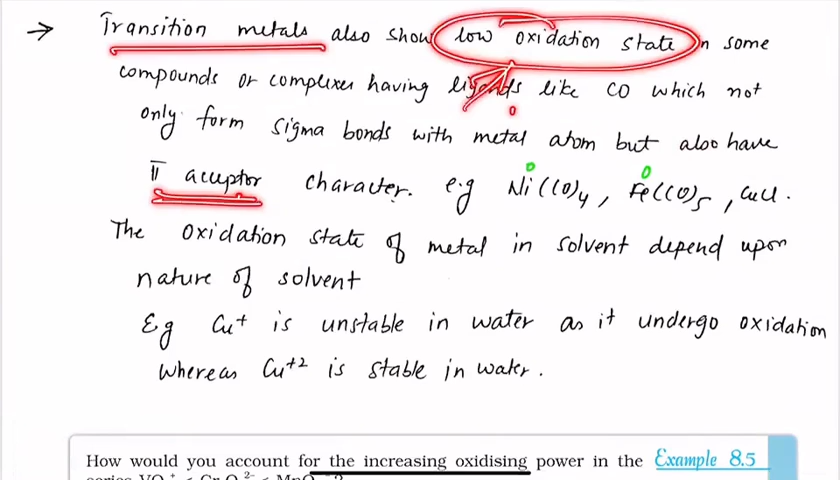 → Transition metals also show low oxidation state in some
compounds or complexes having ligands like CO which not
0
only form sigma bonds with metal atom but also have
0 0
π acceptor character. e.g Ni(CO)4, Fe(CO)5, CuCl.
The oxidation state of metal in solvent depend upon
nature of solvent
Eg Cu+ is unstable in water as it undergo oxidation
whereas Cu+2 is stable in water.
How would you account for the increasing oxidising power in the Example 8.5